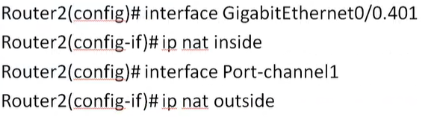 Router2(config)# interface GigabitEthernet0/0.401
Router2(config-if)# ip nat inside
Router2(config)# interface Port-channel1
Router2(config-if)# ip nat outside